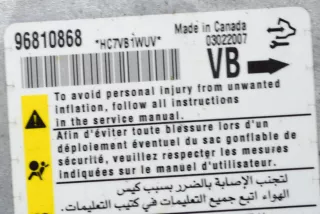 96810868
*HC7VB1WUV*
Made in Canada
03022007
VB
To avoid personal injury from unwanted
inflation, follow all instructions
in the service manual.
Afin d'éviter toute blessure lors d'un
déploiement éventuel du sac gonflable de
sécurité, veuillez respecter les mesures
indiquées sur le manuel d'utilisateur.
لتجنب الإصابة بالضرر بسبب كيس
الهواء اتبع جميع التعليمات في كتيب التعليمات.